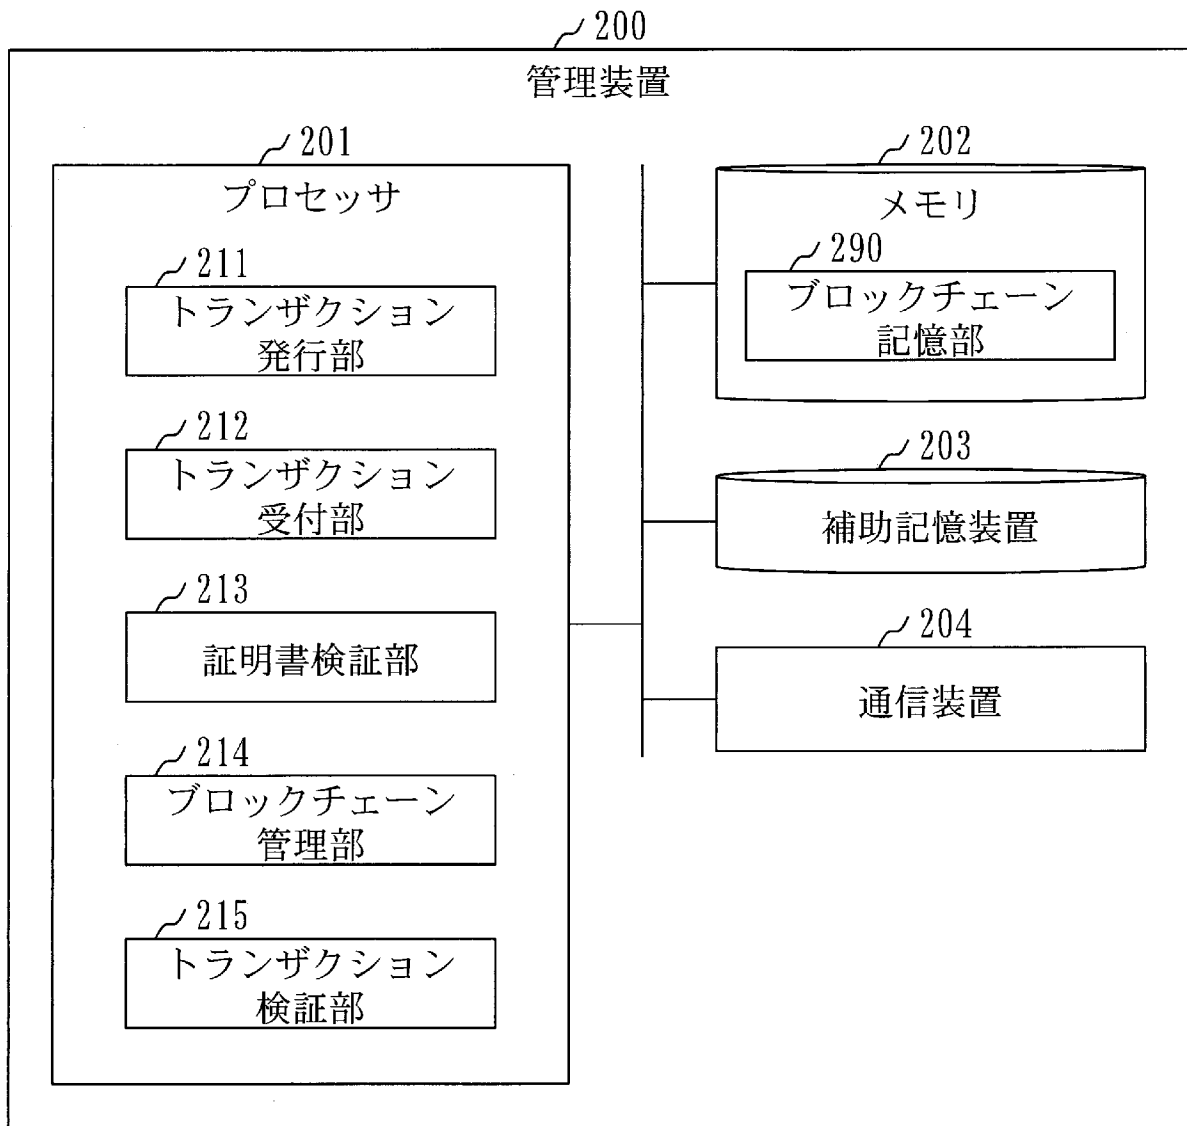 200
管理装置
201
プロセッサ
211
トランザクション
発行部
212
トランザクション
受付部
213
証明書検証部
214
ブロックチェーン
管理部
215
トランザクション
検証部
202
メモリ
290
ブロックチェーン
記憶部
203
補助記憶装置
204
通信装置